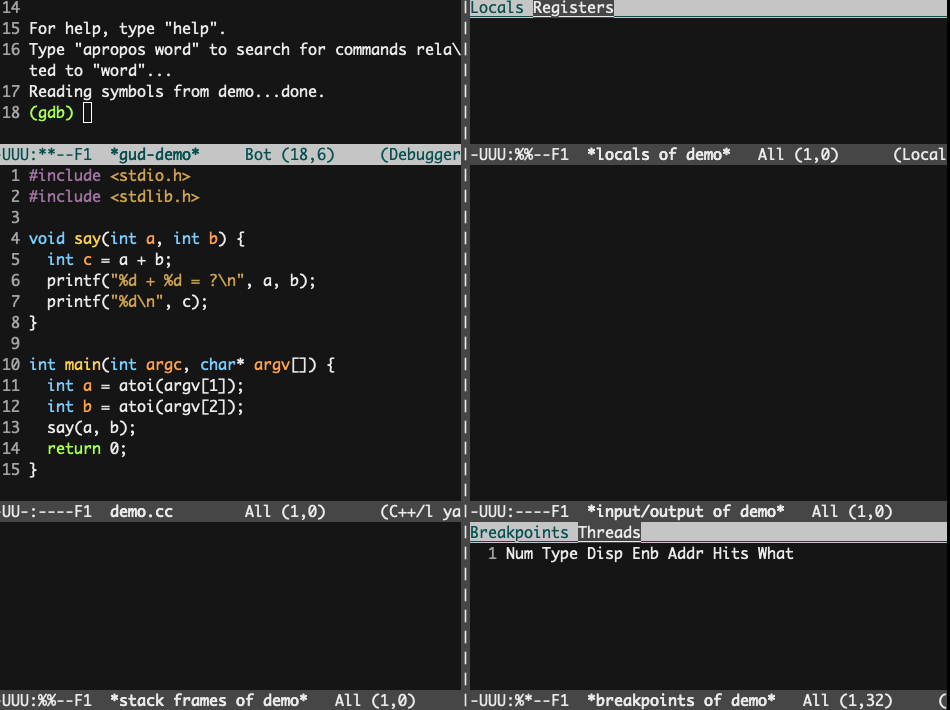 14
15 For help, type "help".
16 Type "apropos word" to search for commands rela\
ted to "word"...
17 Reading symbols from demo...done.
18 (gdb)
-UUU:**--F1  *gud-demo*     Bot (18,6)     (Debugger
Locals Registers
-UUU:%%--F1  *locals of demo*   All (1,0)      (Local
1 #include <stdio.h>
2 #include <stdlib.h>
3
4 void say(int a, int b) {
5   int c = a + b;
6   printf("%d + %d = ?\n", a, b);
7   printf("%d\n", c);
8 }
9
10 int main(int argc, char* argv[]) {
11   int a = atoi(argv[1]);
12   int b = atoi(argv[2]);
13   say(a, b);
14   return 0;
15 }
-UU-:----F1  demo.cc        All (1,0)      (C++/l ya
-UUU:----F1  *input/output of demo*   All (1,0)
-UUU:%%--F1  *stack frames of demo*   All (1,0)
Breakpoints Threads
1 Num Type Disp Enb Addr Hits What
-UUU:%*--F1  *breakpoints of demo*   All (1,32)     (